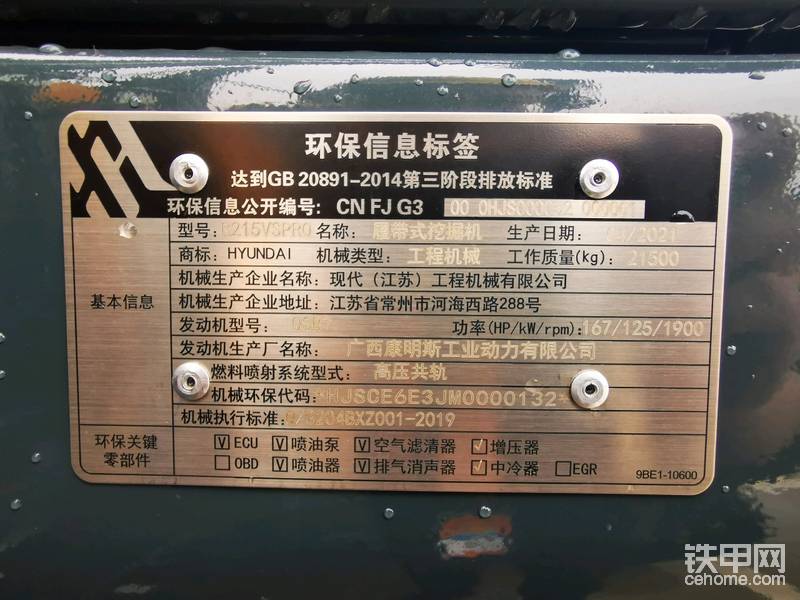 环保信息标签
达到GB 20891-2014第三阶段排放标准
环保信息公开编号: CN FJ G3
型号: R215VSPRO 名称: 履带式挖掘机 生产日期: /2021
商标: HYUNDAI 机械类型: 工程机械 工作质量(kg): 21500
机械生产企业名称: 现代(江苏)工程机械有限公司
机械生产企业地址: 江苏省常州市河海西路288号
基本信息
发动机型号: 功率(HP/kW/rpm): 167/125/1900
发动机生产厂名称: 广西康明斯工业动力有限公司
燃料喷射系统型式: 高压共轨
机械环保代码: *HJSCE6E3JM0000132*
机械执行标准: BXZ001-2019
环保关键
零部件
☑ECU ☑喷油泵 ☑空气滤清器 ☑增压器
☐OBD ☑喷油器 ☑排气消声器 ☑中冷器 ☐EGR
9BE1-10600
铁甲网
cehome.com